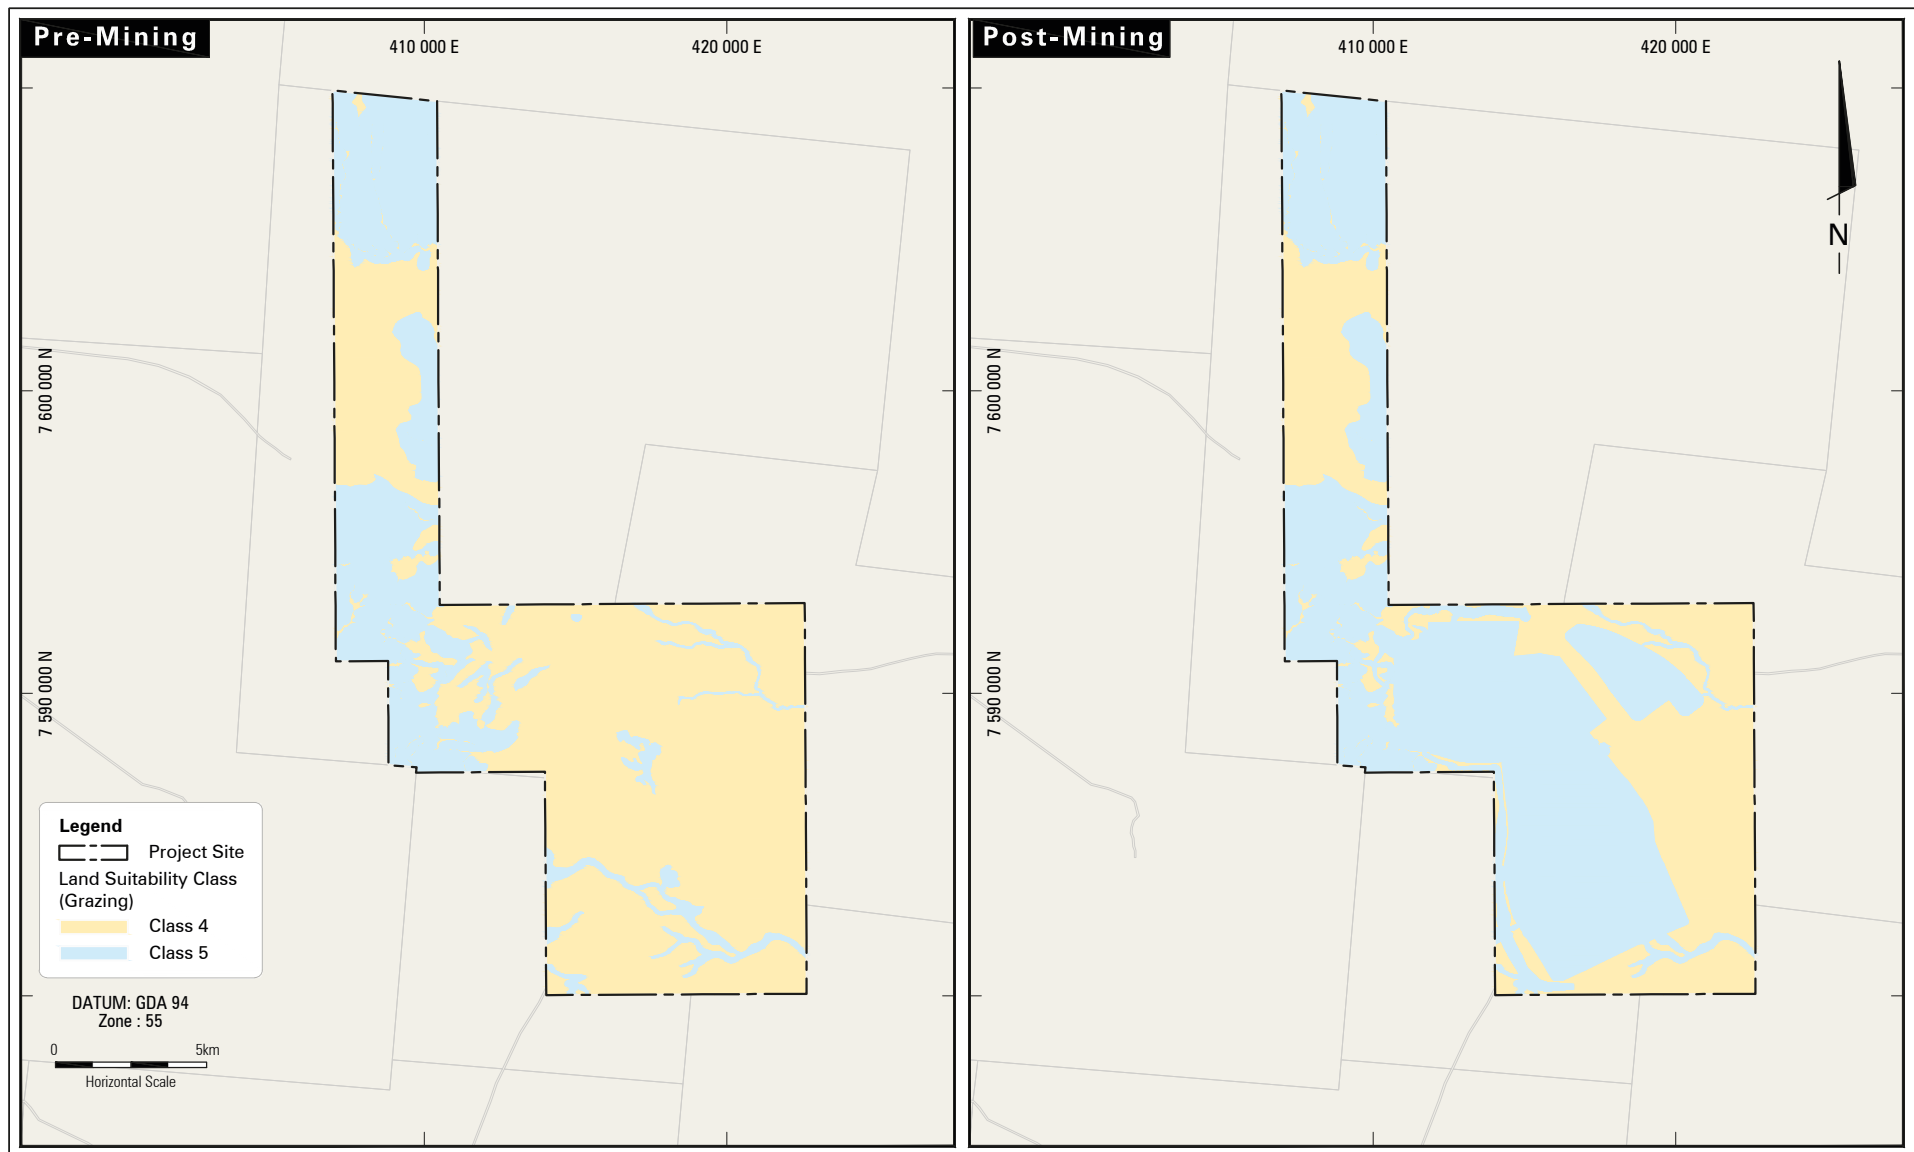 Pre-Mining
410 000 E
420 000 E
7 600 000 N
7 590 000 N
Legend
Project Site
Land Suitability Class
(Grazing)
Class 4
Class 5
DATUM: GDA 94
Zone : 55
0 5km
Horizontal Scale
Post-Mining
410 000 E
420 000 E
N
7 600 000 N
7 590 000 N